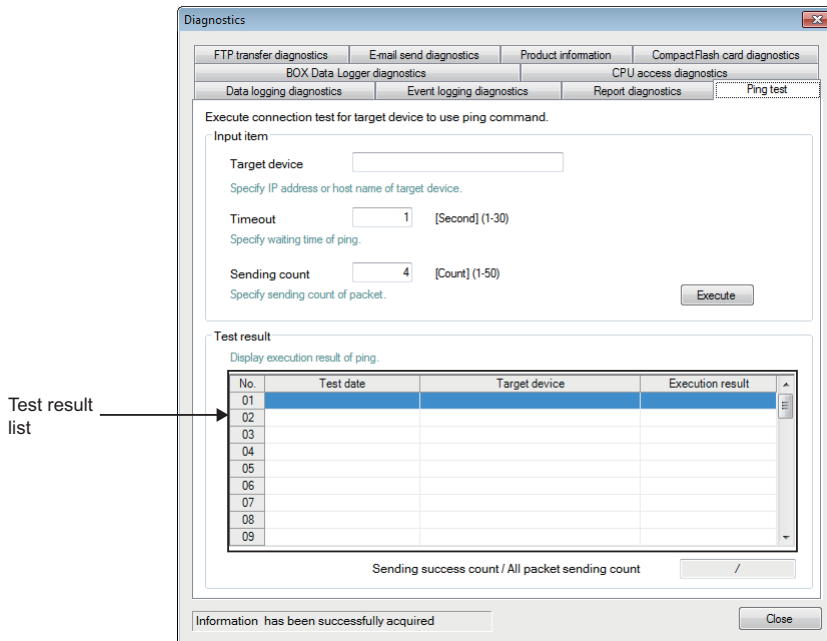 Diagnostics
FTP transfer diagnostics E-mail send diagnostics Product information CompactFlash card diagnostics
BOX Data Logger diagnostics CPU access diagnostics
Data logging diagnostics Event logging diagnostics Report diagnostics Ping test
Execute connection test for target device to use ping command.
Input item
Target device
Specify IP address or host name of target device.
Timeout 1 [Second] (1-30)
Specify waiting time of ping.
Sending count 4 [Count] (1-50)
Specify sending count of packet.
Execute
Test result
Display execution result of ping.
No. Test date Target device Execution result
01
02
03
04
05
06
07
08
09
Test result
list
Sending success count / All packet sending count /
Information has been successfully acquired
Close